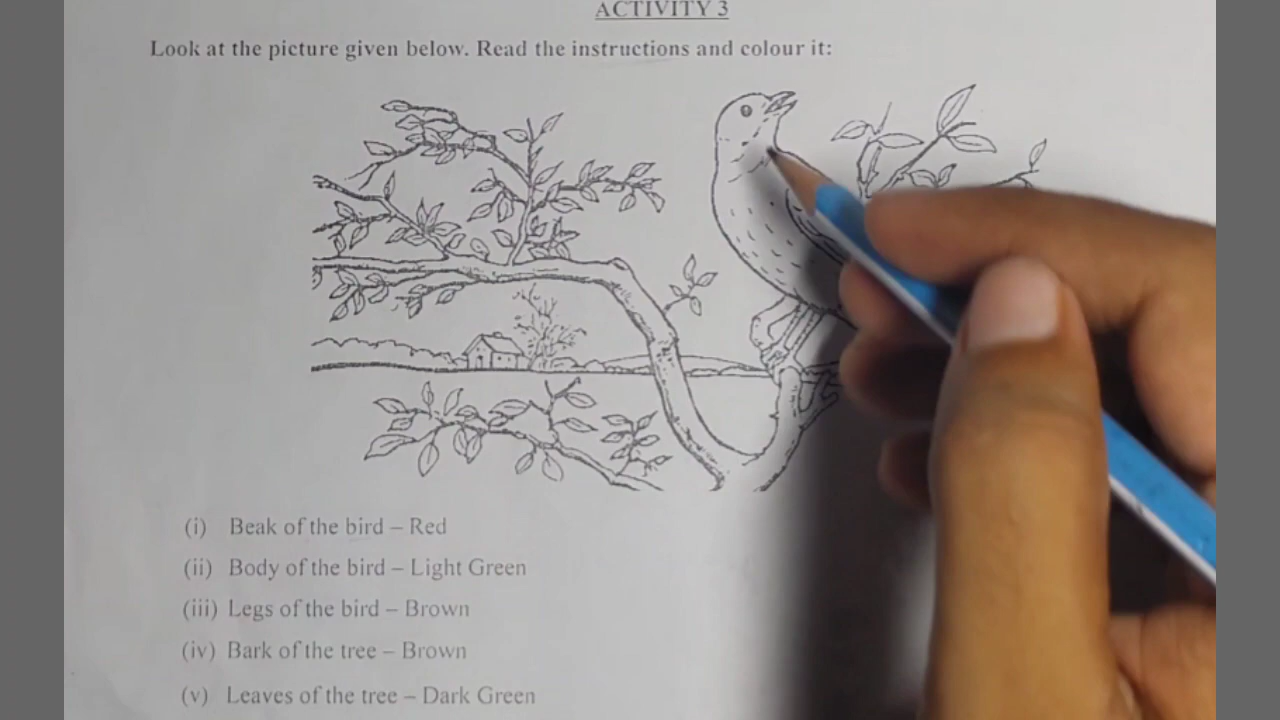 ACTIVITY 3
Look at the picture given below. Read the instructions and colour it:
(i) Beak of the bird – Red
(ii) Body of the bird – Light Green
(iii) Legs of the bird – Brown
(iv) Bark of the tree – Brown
(v) Leaves of the tree – Dark Green